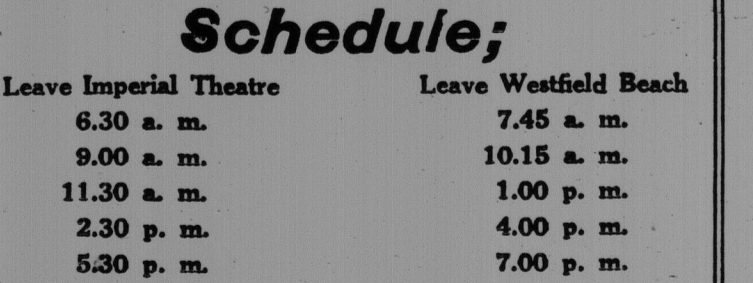 Schedule;
Leave Imperial Theatre Leave Westfield Beach
6.30 a. m. 7.45 a. m.
9.00 a. m. 10.15 a. m.
11.30 a. m. 1.00 p. m.
2.30 p. m. 4.00 p. m.
5.30 p. m. 7.00 p. m.